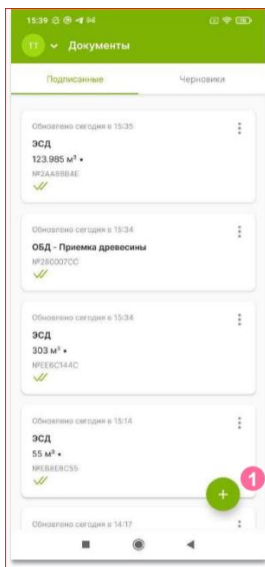 15:39
ТТ Документы
Подписанные Черновики
Обновлено сегодня в 15:35
ЭСД
123.985 м³ •
№2AA6BB4E
Обновлено сегодня в 15:34
ОБД - Приемка древесины
№28C007CC
Обновлено сегодня в 15:34
ЭСД
303 м³ •
№EE6C144C
Обновлено сегодня в 15:14
ЭСД
55 м³ •
№EB8E8C55
+ 1
Обновлено сегодня в 14:17